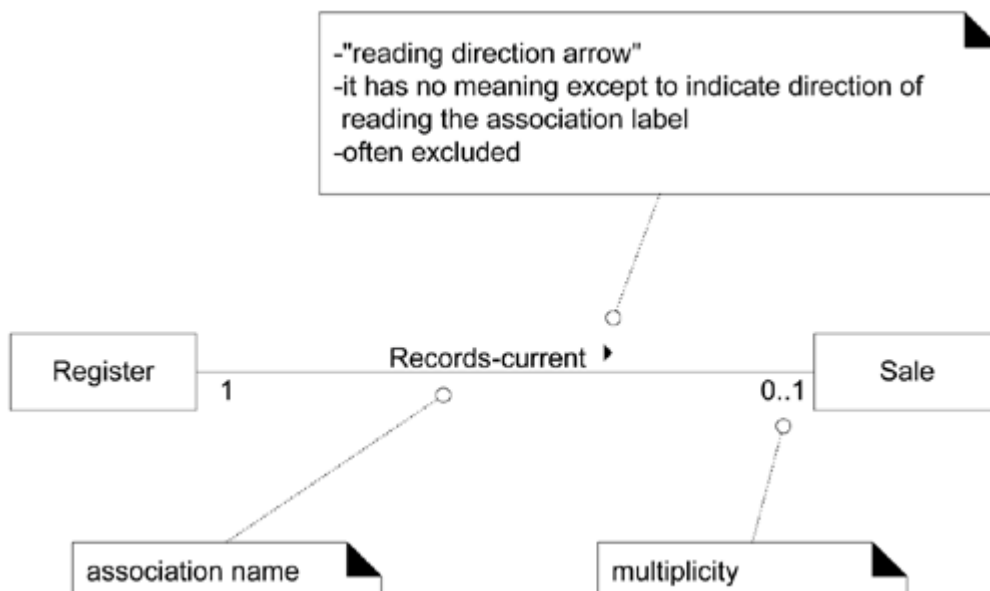 -"reading direction arrow"
-it has no meaning except to indicate direction of
reading the association label
-often excluded
Records-current
Register
Sale
1
0..1
association name
multiplicity